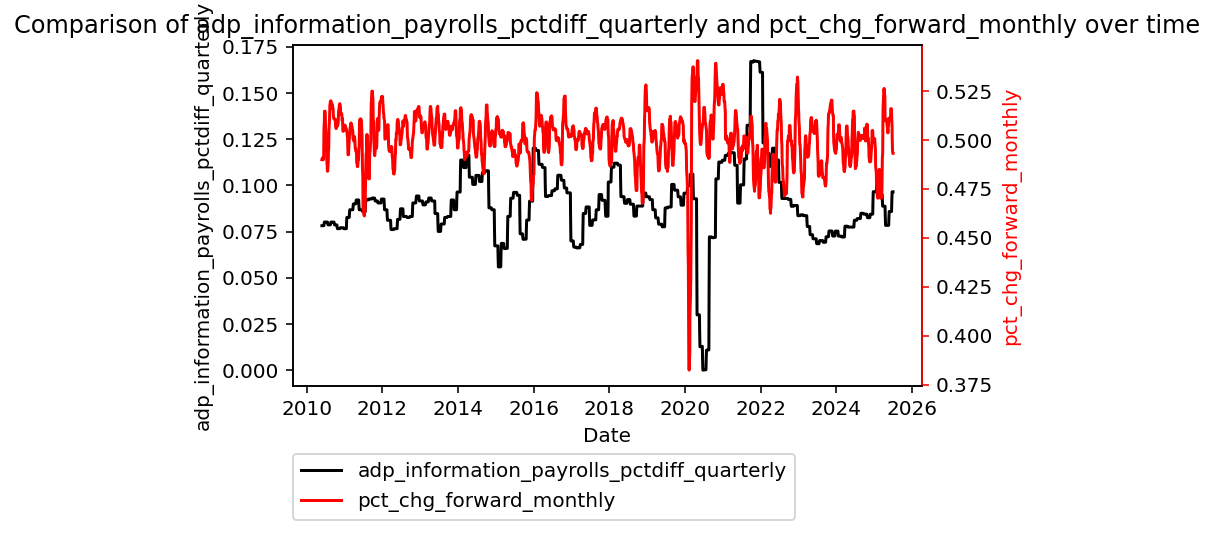 Comparison of adp_information_payrolls_pctdiff_quarterly and pct_chg_forward_monthly over time
adp_information_payrolls_pctdiff_quarterly
0.175
0.150
0.125
0.100
0.075
0.050
0.025
0.000
0.525
0.500
0.475
0.450
0.425
0.400
0.375
pct_chg_forward_monthly
2010 2012 2014 2016 2018 2020 2022 2024 2026
Date
adp_information_payrolls_pctdiff_quarterly
pct_chg_forward_monthly